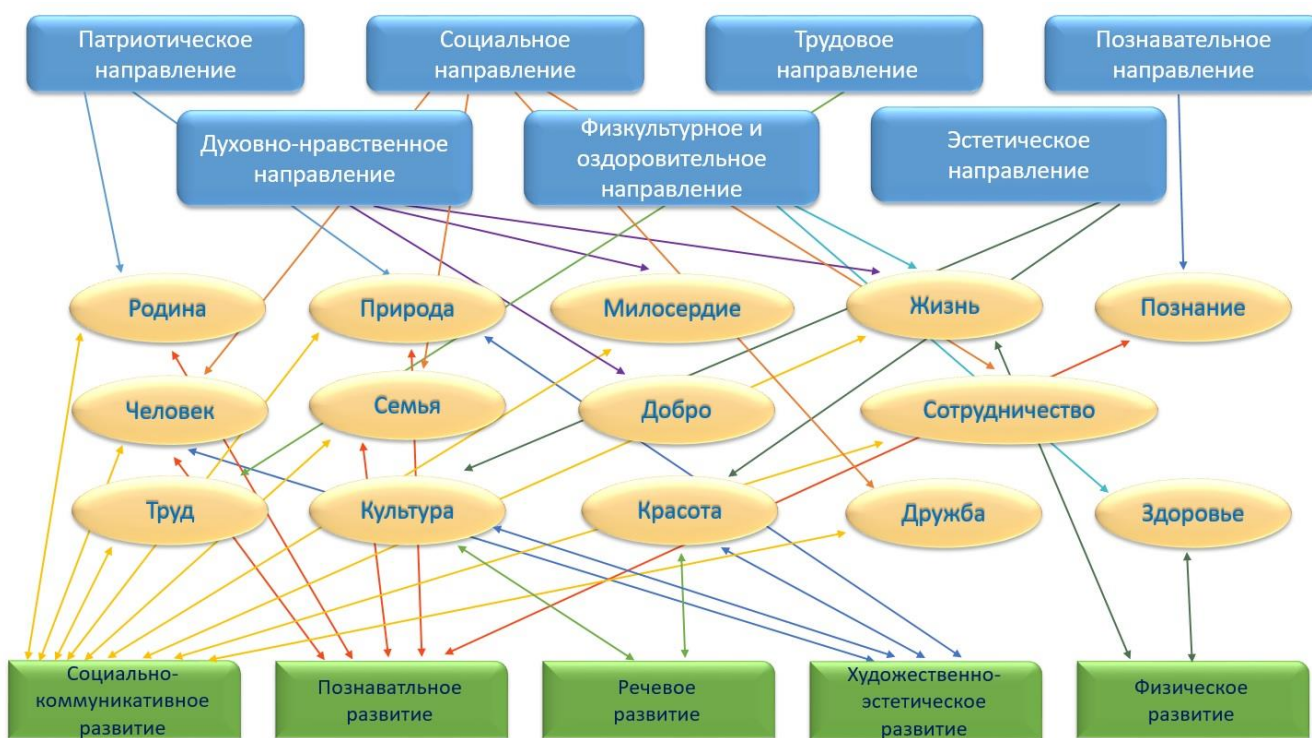 Патриотическое
направление
Социальное
направление
Трудовое
направление
Познавательное
направление
Духовно-нравственное
направление
Физкультурное и
оздоровительное
направление
Эстетическое
направление
Родина
Природа
Милосердие
Жизнь
Познание
Человек
Семья
Добро
Сотрудничество
Труд
Культура
Красота
Дружба
Здоровье
Социально-
коммуникативное
развитие
Познаватльное
развитие
Речевое
развитие
Художественно-
эстетическое
развитие
Физическое
развитие